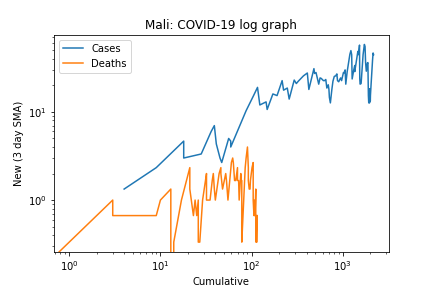 Mali: COVID-19 log graph
Cases
Deaths
New (3 day SMA)
10¹
10⁰
10⁰
10¹
10²
10³
Cumulative